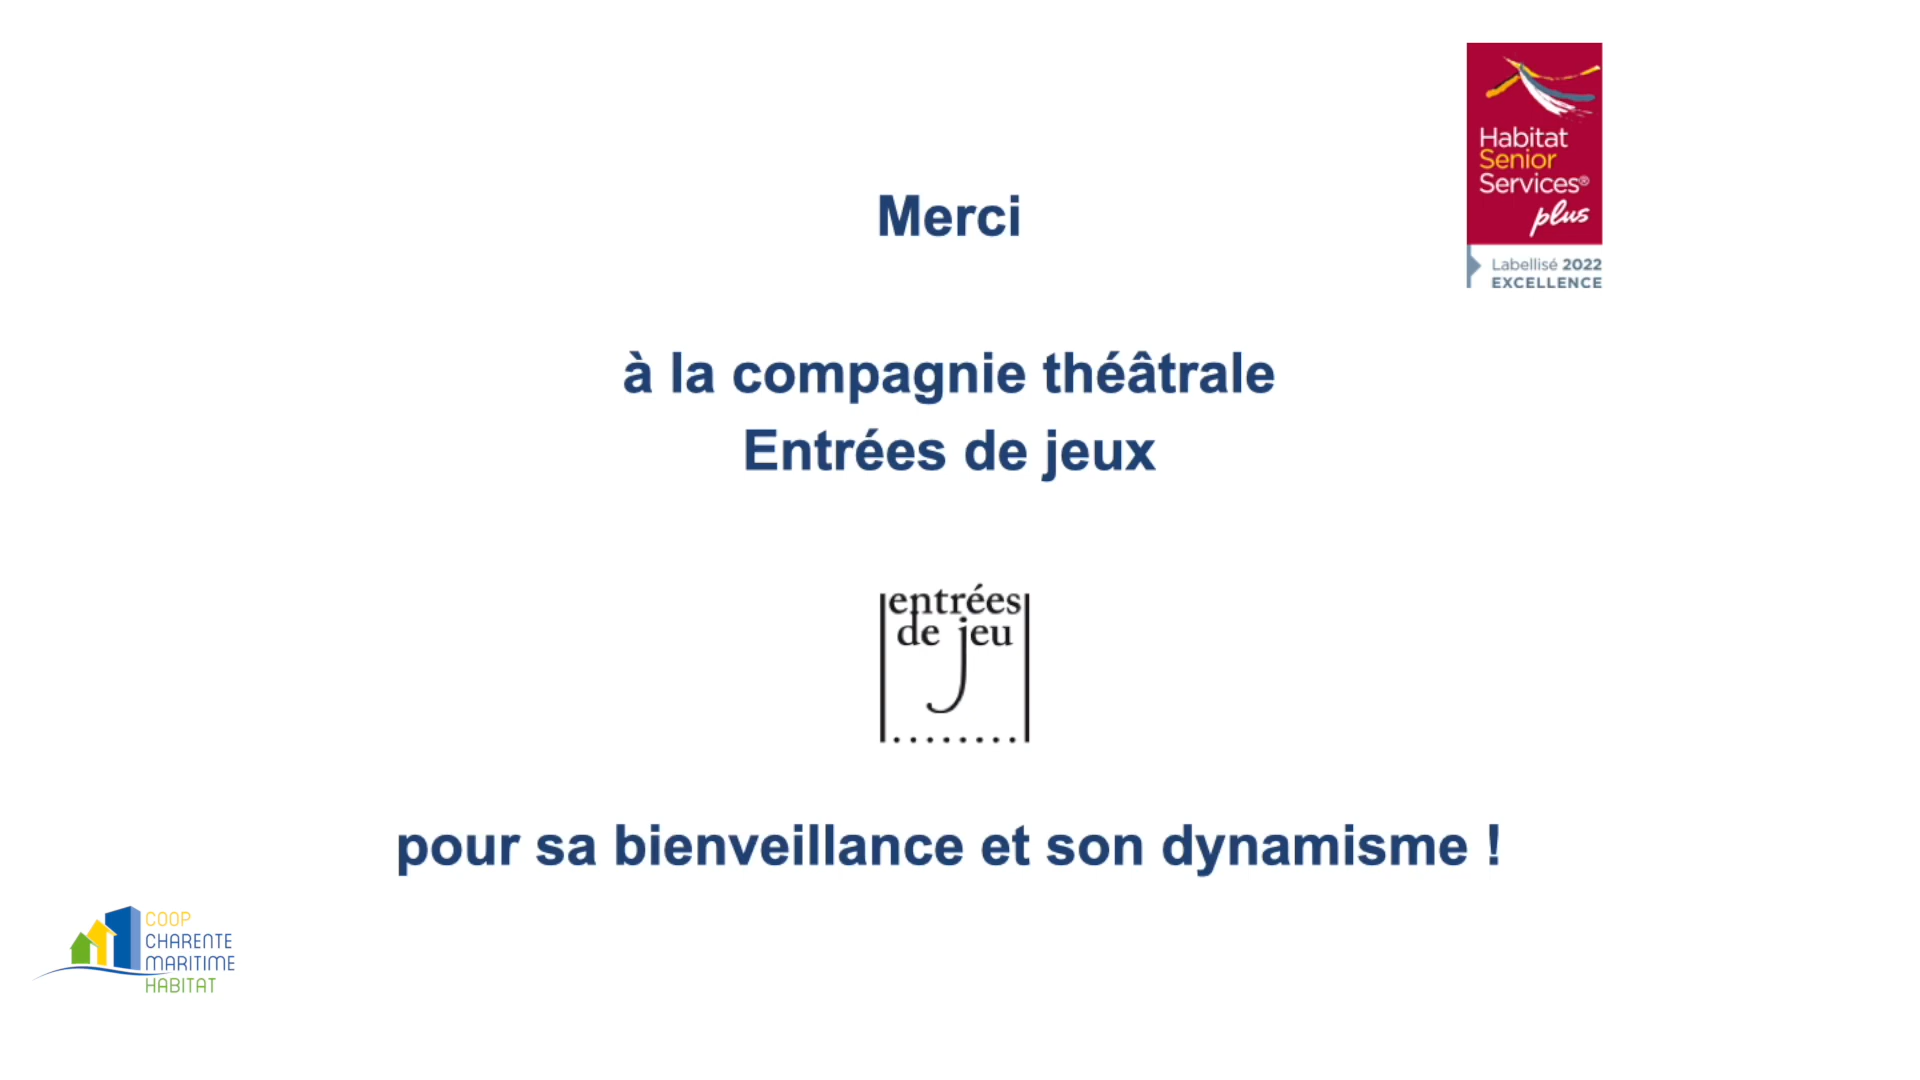 Habitat
Senior
Services®
plus
Labellisé 2022
EXCELLENCE
Merci
à la compagnie théâtrale
Entrées de jeux
entrées
de jeu
pour sa bienveillance et son dynamisme !
COOP
CHARENTE
MARITIME
HABITAT